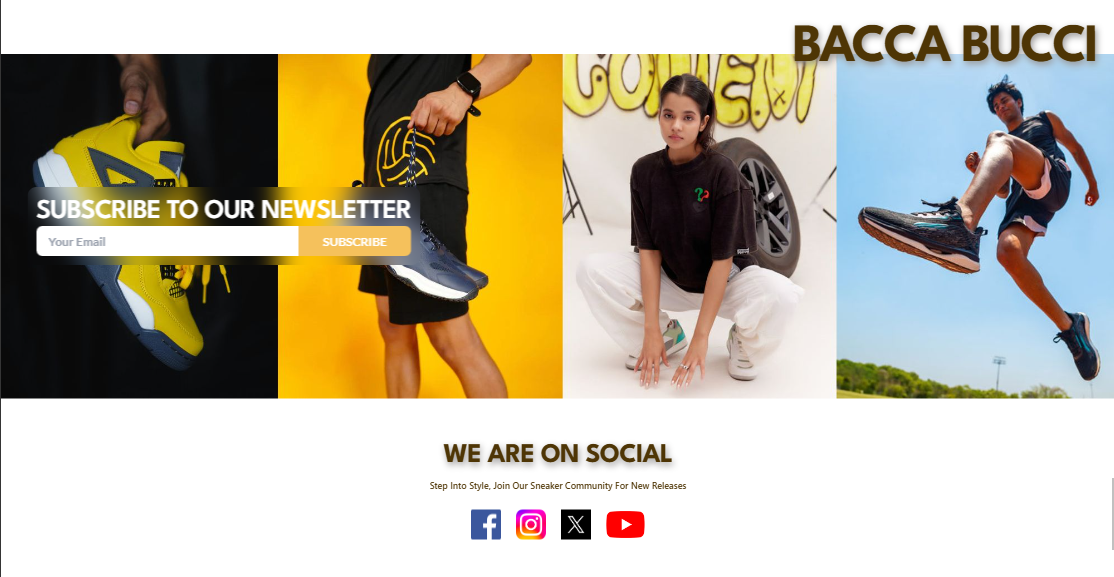 BACCA BUCCI
SUBSCRIBE TO OUR NEWSLETTER
Your Email
SUBSCRIBE
WE ARE ON SOCIAL
Step Into Style, Join Our Sneaker Community For New Releases